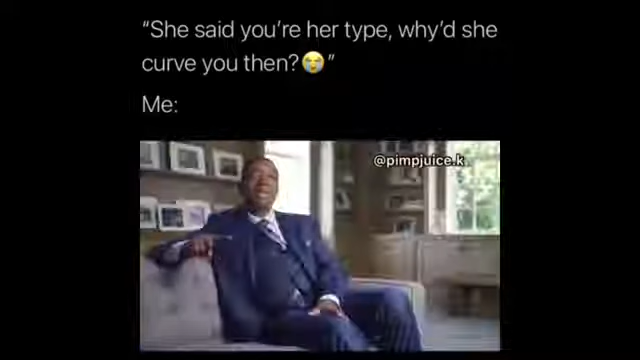 “She said you’re her type, why’d she
curve you then?😭”
Me:
@pimpjuice.k